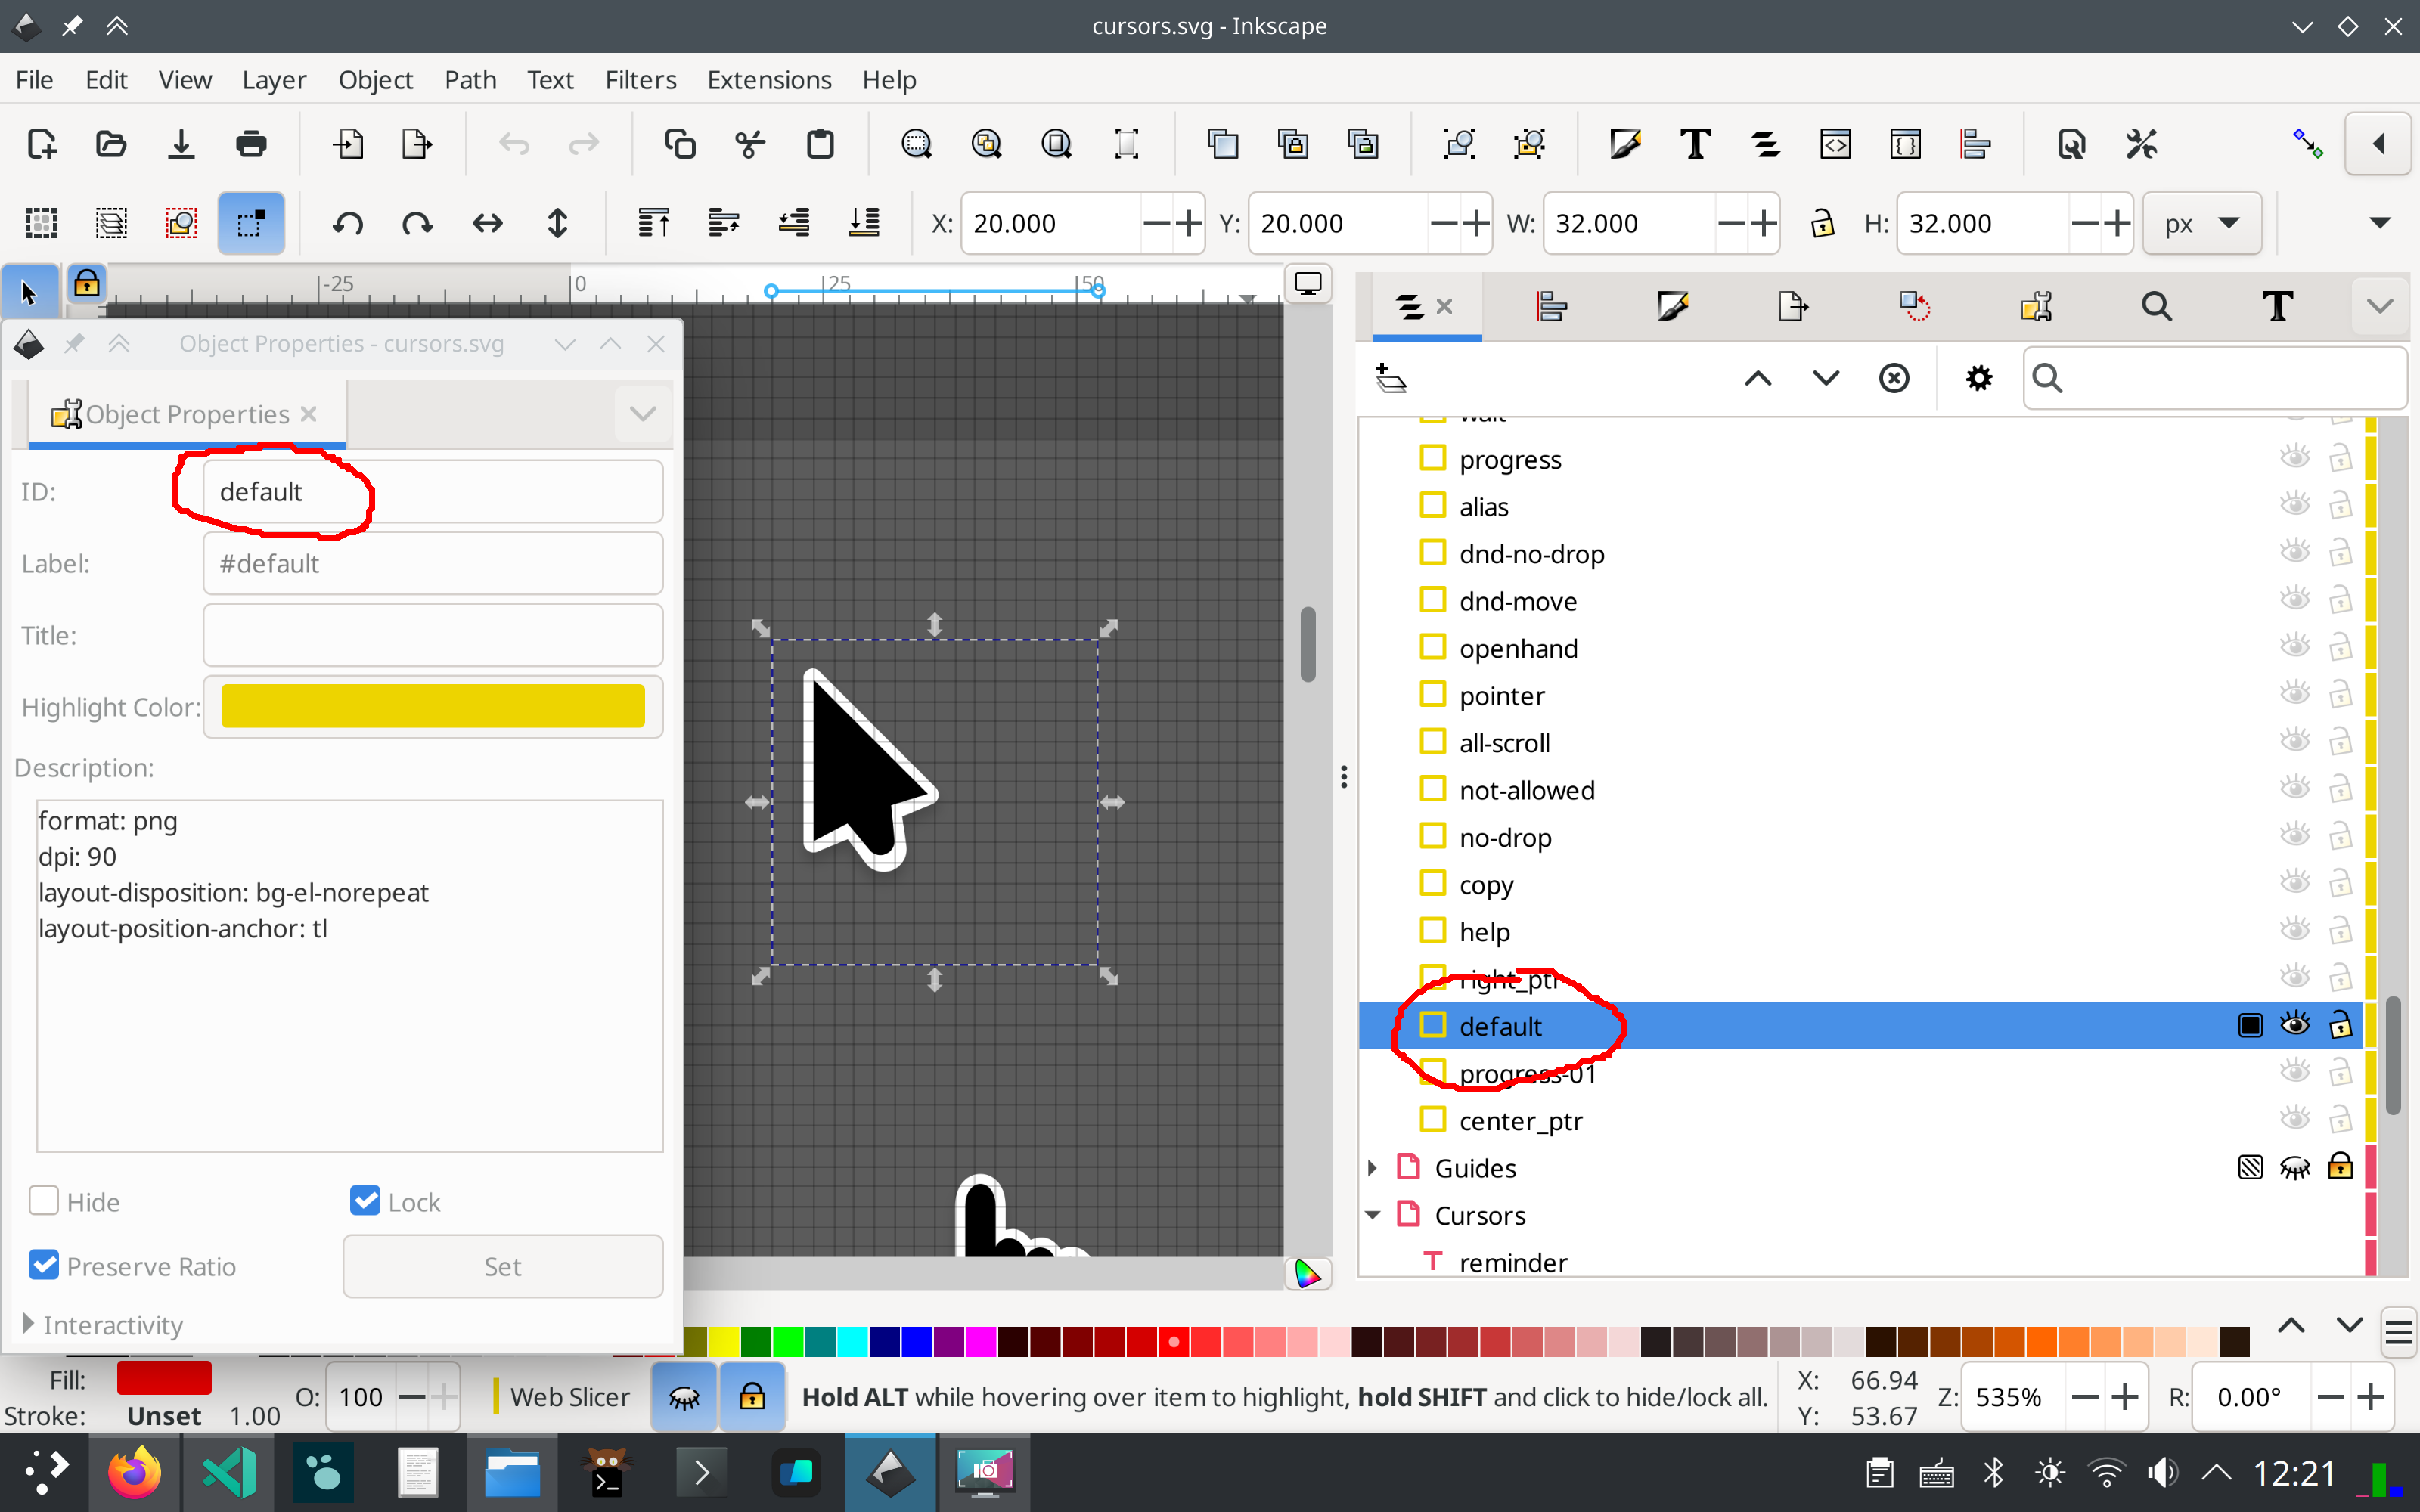 cursors.svg - Inkscape
File Edit View Layer Object Path Text Filters Extensions Help
X: 20.000 Y: 20.000 W: 32.000 H: 32.000 px
-25 0 25 50
Object Properties - cursors.svg
Object Properties
ID: default
Label: #default
Title:
Highlight Color:
Description:
format: png
dpi: 90
layout-disposition: bg-el-norepeat
layout-position-anchor: tl
Hide Lock
Preserve Ratio Set
Interactivity
wait
progress
alias
dnd-no-drop
dnd-move
openhand
pointer
all-scroll
not-allowed
no-drop
copy
help
right_ptr
default
progress-01
center_ptr
Guides
Cursors
reminder
Fill:
Stroke: Unset 1.00
O: 100
Web Slicer
Hold ALT while hovering over item to highlight, hold SHIFT and click to hide/lock all.
X: 66.94
Y: 53.67
Z: 535%
R: 0.00°
12:21